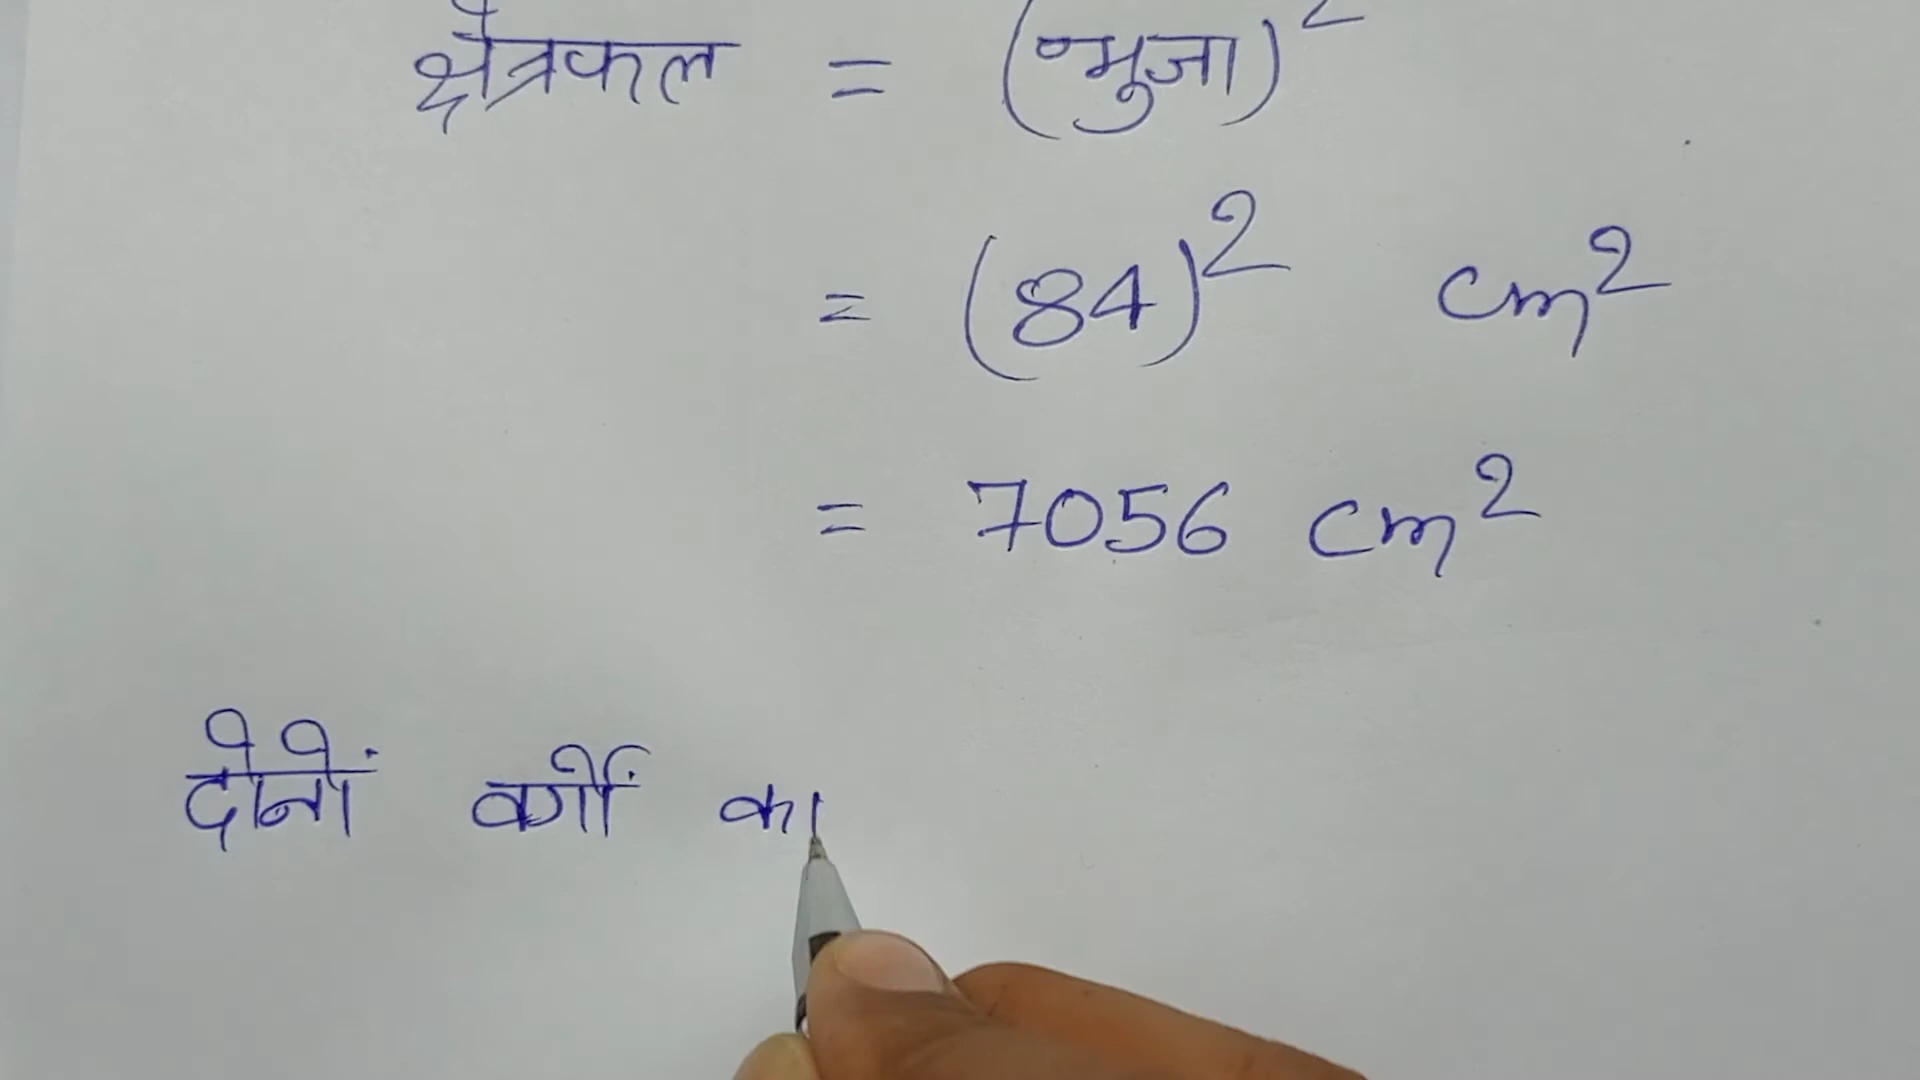 क्षेत्रफल = (भुजा)²
= (84)² cm²
= 7056 cm²
दोनों वर्गों का